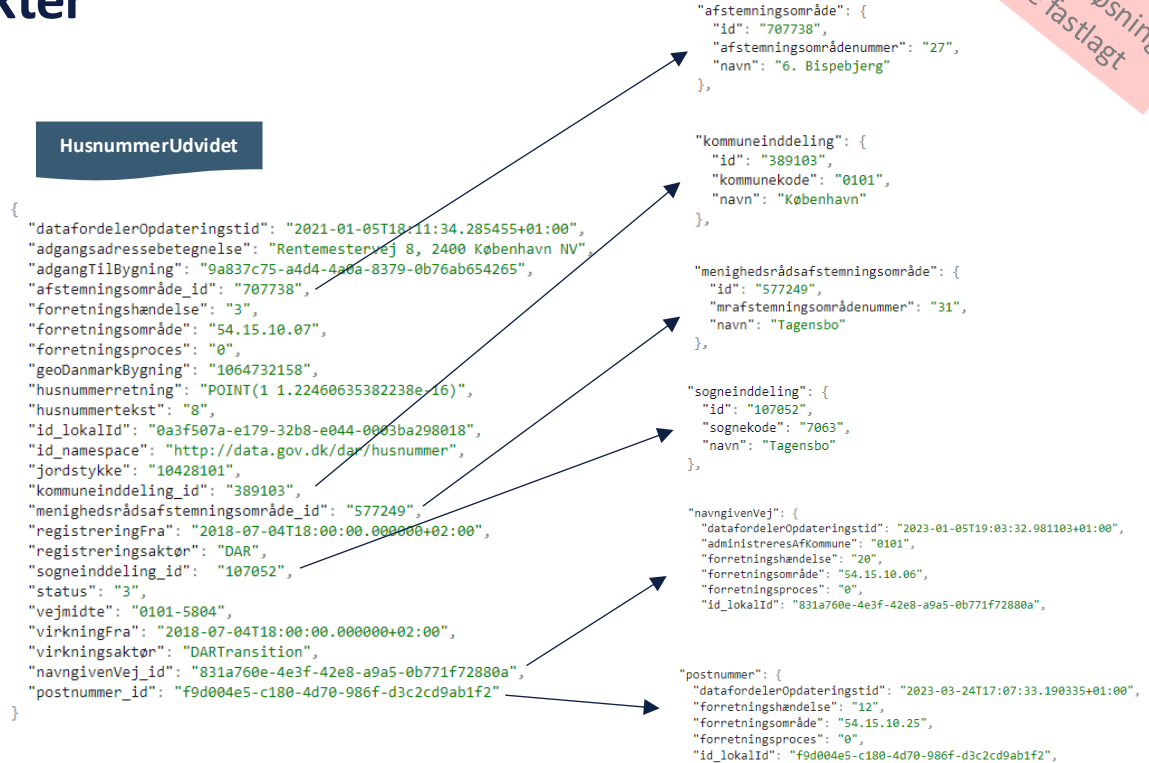 kter
fastlagt
HusnummerUdvidet
{
"datafordelerOpdateringstid": "2021-01-05T18:11:34.285455+01:00",
"adgangsadressebetegnelse": "Rentemestervej 8, 2400 København NV",
"adgangTilBygning": "9a837c75-a4d4-4a0a-8379-0b76ab654265",
"afstemningsområde_id": "707738",
"forretningshændelse": "3",
"forretningsområde": "54.15.10.07",
"forretningsproces": "0",
"geoDanmarkBygning": "1064732158",
"husnummerretning": "POINT(1 1.22460635382238e-16)",
"husnummertekst": "8",
"id_lokalId": "0a3f507a-e179-32b8-e044-0003ba298018",
"id_namespace": "http://data.gov.dk/dar/husnummer",
"jordstykke": "10428101",
"kommuneinddeling_id": "389103",
"menighedsrådsafstemningsområde_id": "577249",
"registreringFra": "2018-07-04T18:00:00.000000+02:00",
"registreringsaktør": "DAR",
"sogneinddeling_id":  "107052",
"status": "3",
"vejmidte": "0101-5804",
"virkningFra": "2018-07-04T18:00:00.000000+02:00",
"virkningsaktør": "DARTransition",
"navngivenVej_id": "831a760e-4e3f-42e8-a9a5-0b771f72880a",
"postnummer_id": "f9d004e5-c180-4d70-986f-d3c2cd9ab1f2"
}
"afstemningsområde": {
"id": "707738",
"afstemningsområdenummer": "27",
"navn": "6. Bispebjerg"
},
"kommuneinddeling": {
"id": "389103",
"kommunekode": "0101",
"navn": "København"
},
"menighedsrådsafstemningsområde": {
"id": "577249",
"mrafstemningsområdenummer": "31",
"navn": "Tagensbo"
},
"sogneinddeling": {
"id": "107052",
"sognekode": "7063",
"navn": "Tagensbo"
},
"navngivenVej": {
"datafordelerOpdateringstid": "2023-01-05T19:03:32.981103+01:00",
"administreresAfKommune": "0101",
"forretningshændelse": "20",
"forretningsområde": "54.15.10.06",
"forretningsproces": "0",
"id_lokalId": "831a760e-4e3f-42e8-a9a5-0b771f72880a",
"postnummer": {
"datafordelerOpdateringstid": "2023-03-24T17:07:33.190335+01:00",
"forretningshændelse": "12",
"forretningsområde": "54.15.10.25",
"forretningsproces": "0",
"id_lokalId": "f9d004e5-c180-4d70-986f-d3c2cd9ab1f2",